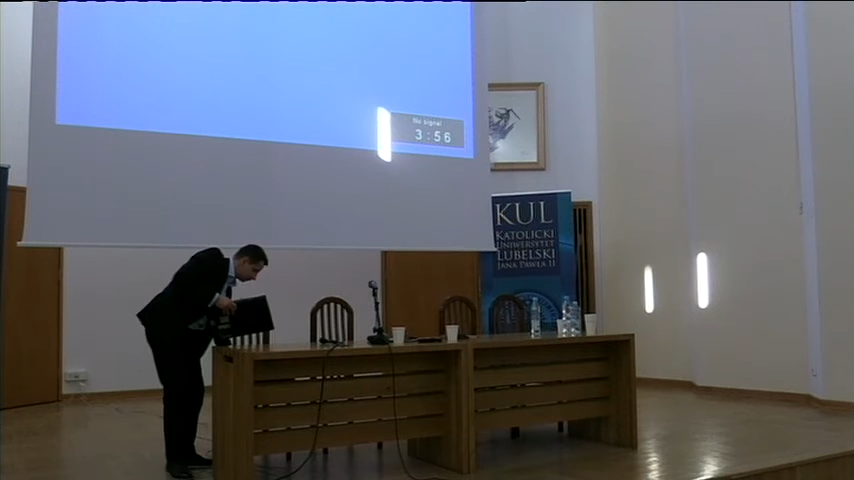 No signal
3:56
KUL
KATOLICKI
UNIWERSYTET
LUBELSKI
JANA PAWŁA II